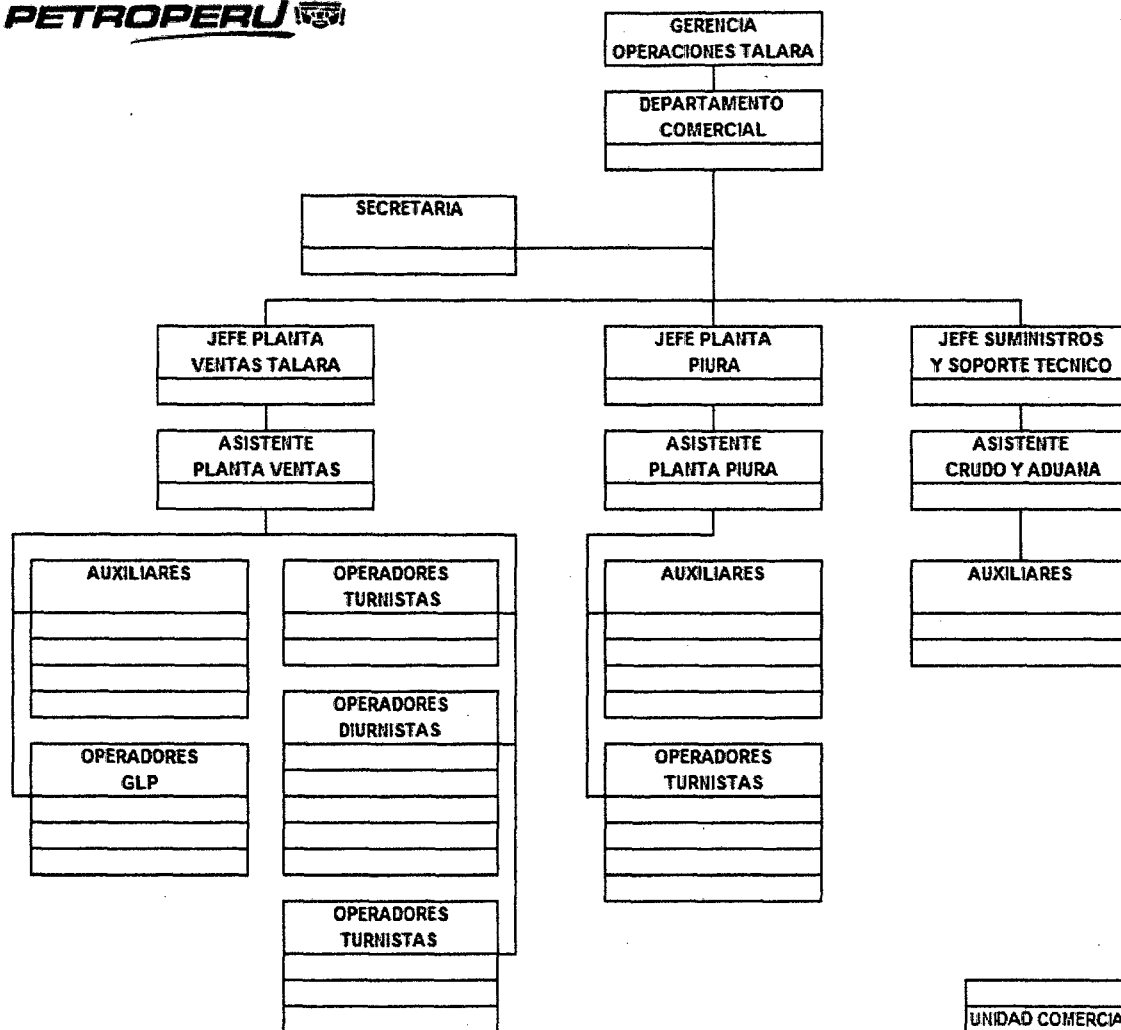 PETROPERU
GERENCIA
OPERACIONES TALARA
DEPARTAMENTO
COMERCIAL
SECRETARIA
JEFE PLANTA
VENTAS TALARA
JEFE PLANTA
PIURA
JEFE SUMINISTROS
Y SOPORTE TECNICO
ASISTENTE
PLANTA VENTAS
ASISTENTE
PLANTA PIURA
ASISTENTE
CRUDO Y ADUANA
AUXILIARES
OPERADORES
TURNISTAS
AUXILIARES
AUXILIARES
OPERADORES
DIURNISTAS
OPERADORES
GLP
OPERADORES
TURNISTAS
OPERADORES
TURNISTAS
UNIDAD COMERCIA